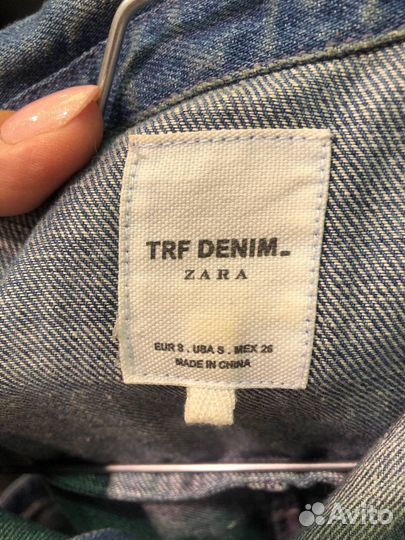 TRF DENIM
ZARA
EUR S . USA S . MEX 26
MADE IN CHINA
Avito